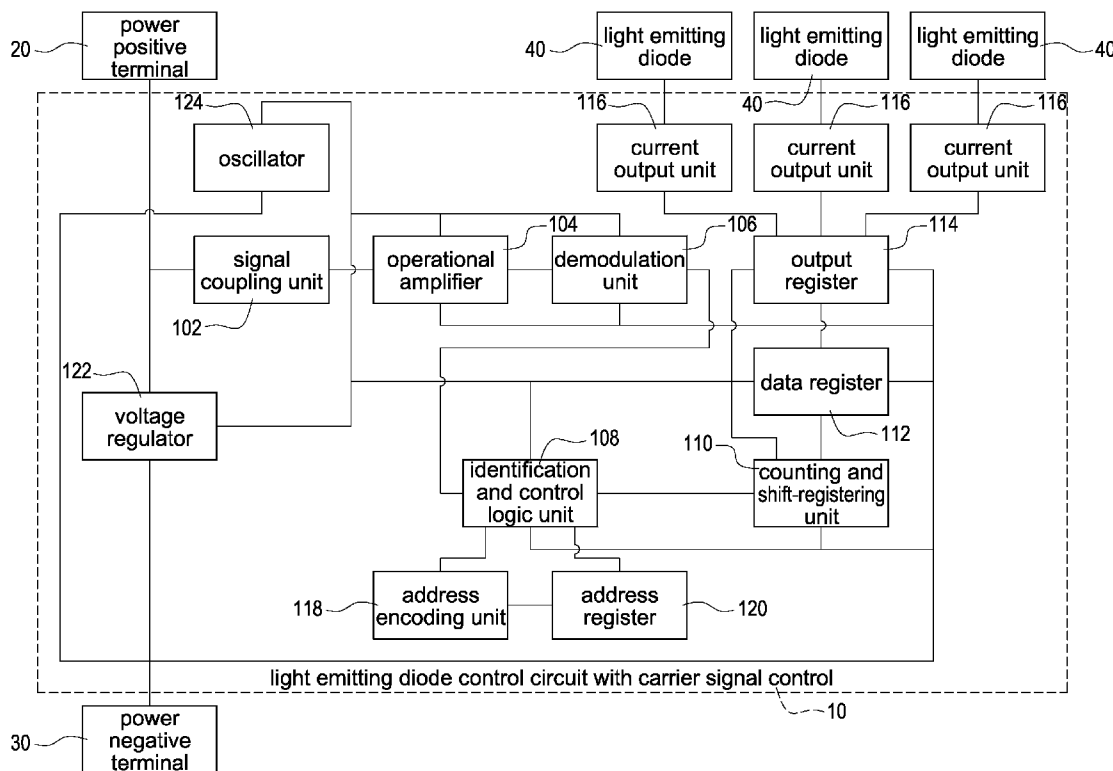 power
positive
terminal
20
light emitting
diode
40
light emitting
diode
40
light emitting
diode
40
124
oscillator
116
current
output unit
116
current
output unit
116
current
output unit
signal
coupling unit
102
operational
amplifier
104
demodulation
unit
106
output
register
114
122
voltage
regulator
data register
112
108
identification
and control
logic unit
110
counting and
shift-registering
unit
118
address
encoding unit
address
register
120
light emitting diode control circuit with carrier signal control
10
power
negative
terminal
30